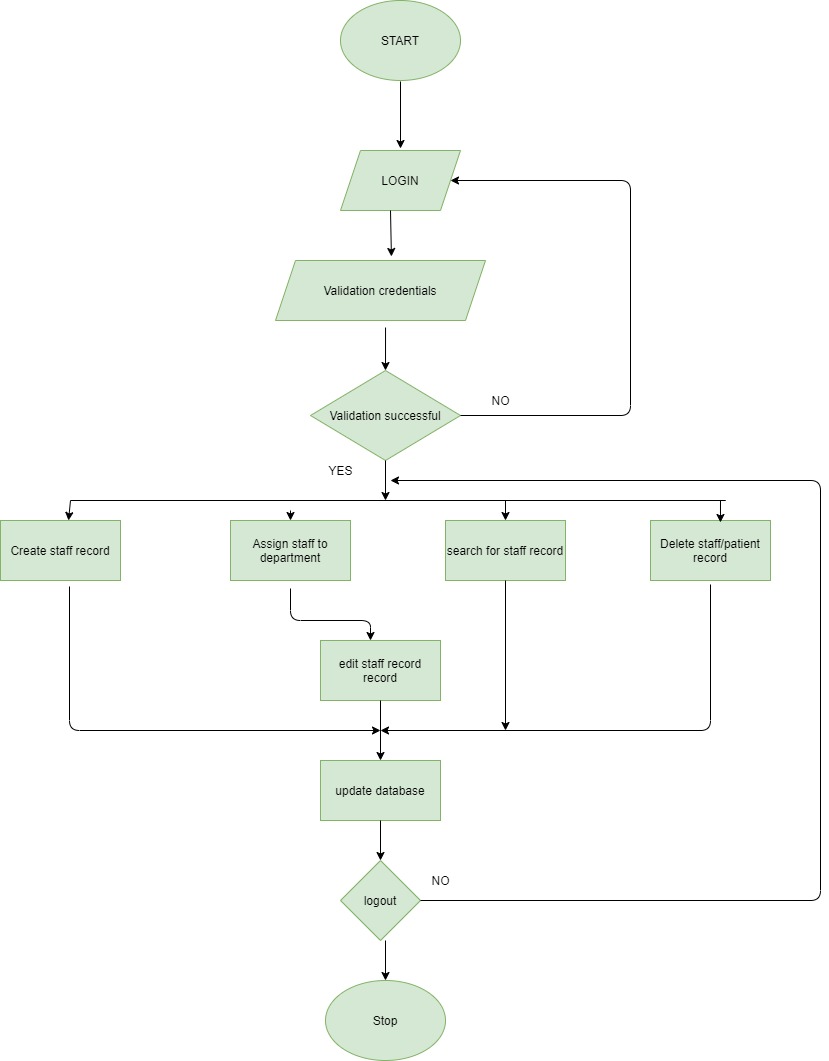 START
LOGIN
Validation credentials
Validation successful
NO
YES
Create staff record
Assign staff to
department
search for staff record
Delete staff/patient
record
edit staff record
record
update database
NO
logout
Stop